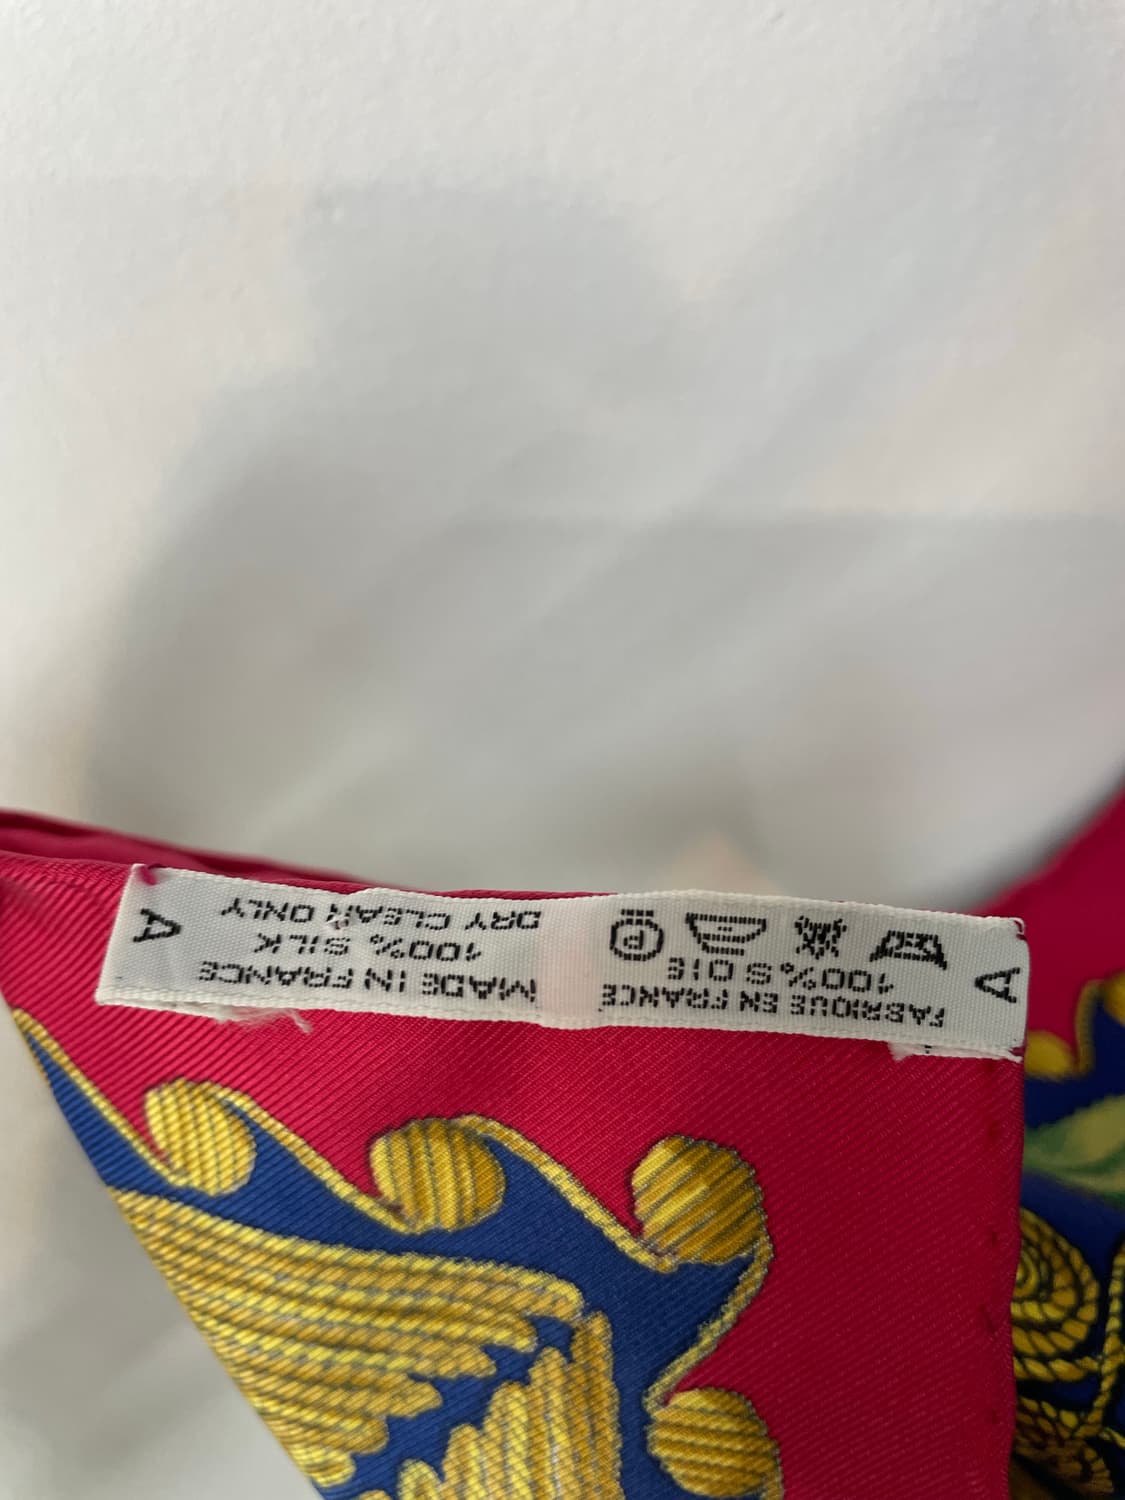 A
FABRIQUE EN FRANCE
100% SOIE
P
MADE IN FRANCE
100% SILK
DRY CLEAN ONLY
A